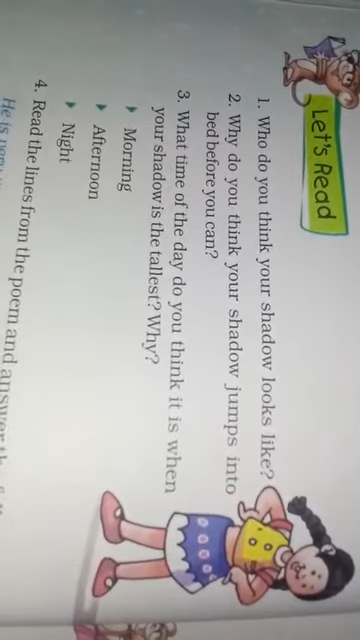 Let's Read
1. Who do you think your shadow looks like?
2. Why do you think your shadow jumps into
bed before you can?
3. What time of the day do you think it is when
your shadow is the tallest? Why?
Morning
Afternoon
Night
4. Read the lines from the poem and answer
He is